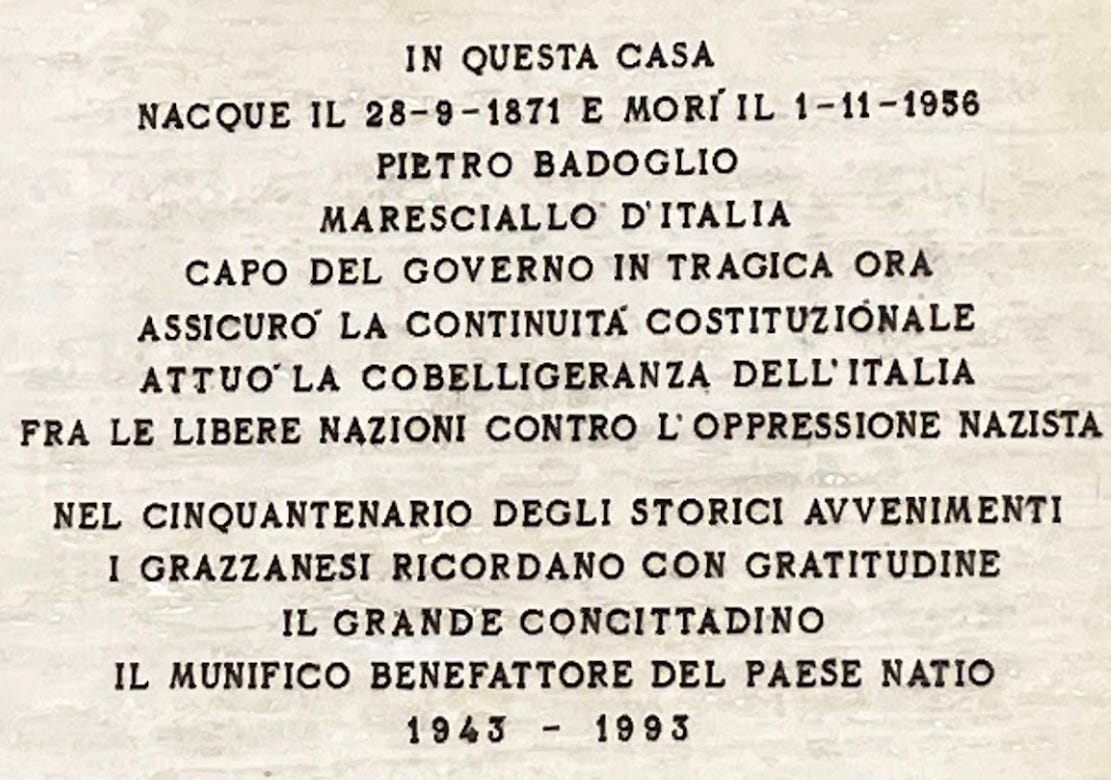 IN QUESTA CASA
NACQUE IL 28-9-1871 E MORÍ IL 1-11-1956
PIETRO BADOGLIO
MARESCIALLO D'ITALIA
CAPO DEL GOVERNO IN TRAGICA ORA
ASSICURÓ LA CONTINUITÁ COSTITUZIONALE
ATTUÓ LA COBELLIGERANZA DELL'ITALIA
FRA LE LIBERE NAZIONI CONTRO L'OPPRESSIONE NAZISTA
NEL CINQUANTENARIO DEGLI STORICI AVVENIMENTI
I GRAZZANESI RICORDANO CON GRATITUDINE
IL GRANDE CONCITTADINO
IL MUNIFICO BENEFATTORE DEL PAESE NATIO
1943 - 1993